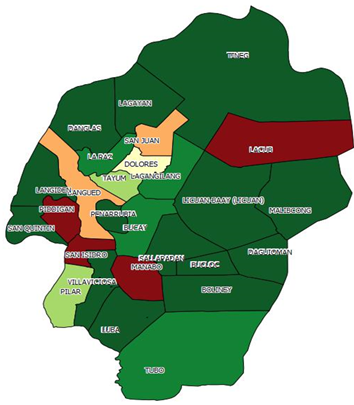 TINEG
LAGAYAN
DANGLAS
SAN JUAN
LACUB
LA PAZ
DOLORES
TAYUM
LAGANGILANG
LANGIDEN
BANGUED
LICUAN-BAAY (LICUAN)
PIDDIGAN
PENARRUBIA
MALIBCONG
SAN QUINTIN
BUCAY
DAGUIOMAN
SAN ISIDRO
SALLAPADAN
MANABO
BUCLOC
VILLAVICIOSA
PILAR
BOLINEY
LUBA
TUBO